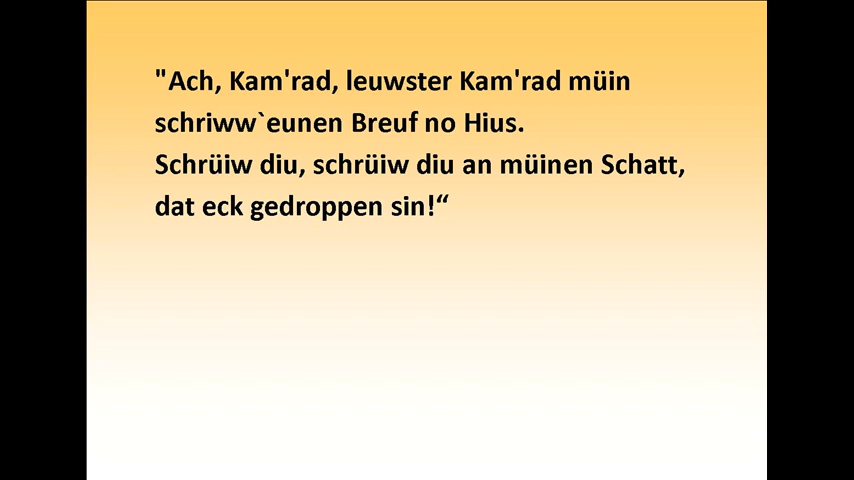 "Ach, Kam'rad, leuwster Kam'rad müin
schriww`eunen Breuf no Hius.
Schrüiw diu, schrüiw diu an müinen Schatt,
dat eck gedroppen sin!“